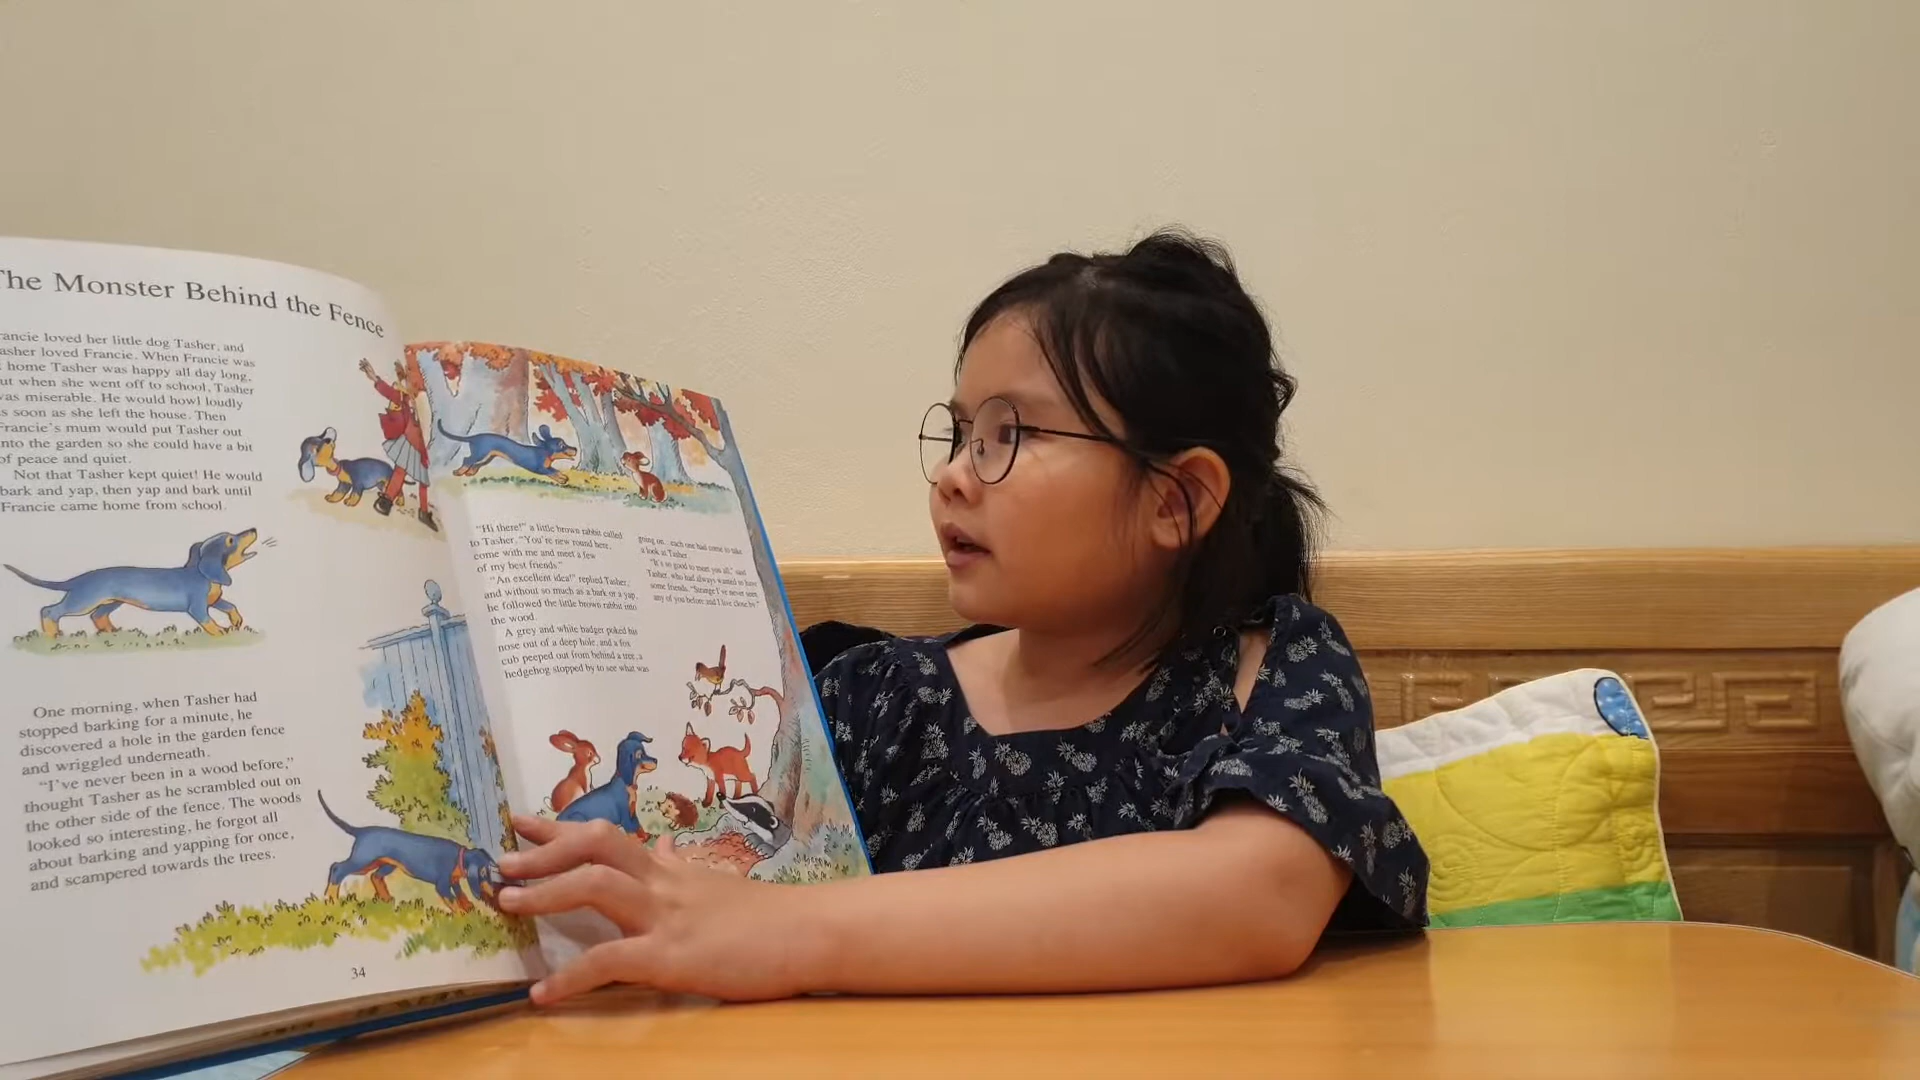 The Monster Behind the Fence
rancie loved her little dog Tasher, and
asher loved Francie. When Francie was
home Tasher was happy all day long,
ut when she went off to school, Tasher
was miserable. He would howl loudly
s soon as she left the house. Then
Francie's mum would put Tasher out
nto the garden so she could have a bit
of peace and quiet.
Not that Tasher kept quiet! He would
bark and yap, then yap and bark until
Francie came home from school.
One morning, when Tasher had
stopped barking for a minute, he
discovered a hole in the garden fence
and wriggled underneath.
"I've never been in a wood before,"
thought Tasher as he scrambled out on
the other side of the fence. The woods
looked so interesting, he forgot all
about barking and yapping for once,
and scampered towards the trees.
34
"Hi there!" a little brown rabbit called
to Tasher. "You're new round here,
come with me and meet a few
of my best friends."
"An excellent idea!" replied Tasher,
and without so much as a bark or a yap,
he followed the little brown rabbit into
the wood.
A grey and white badger poked his
nose out of a deep hole, and a fox
cub peeped out from behind a tree, a
hedgehog stopped by to see what was
going on.. each one had come to take
a look at Tasher.
"It's so good to meet you all," said
Tasher, who had always wanted to have
some friends. "Strange I've never seen
any of you before and I live close by."